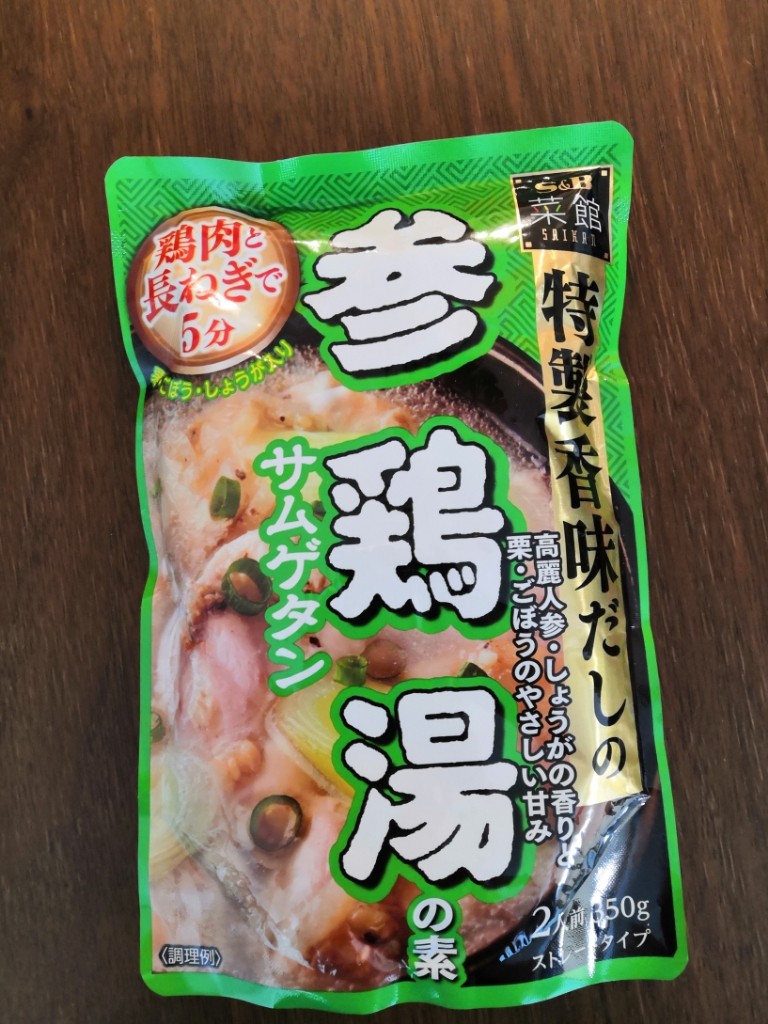 S&B
菜館
SAIKAN
特製香味だしの
参鶏湯の素
サムゲタン
鶏肉と
長ねぎで
5分
栗・ごぼう・しょうが入り
高麗人参・しょうがの香りと
栗・ごぼうのやさしい甘み
2人前 350g
ストレートタイプ
〈調理例〉